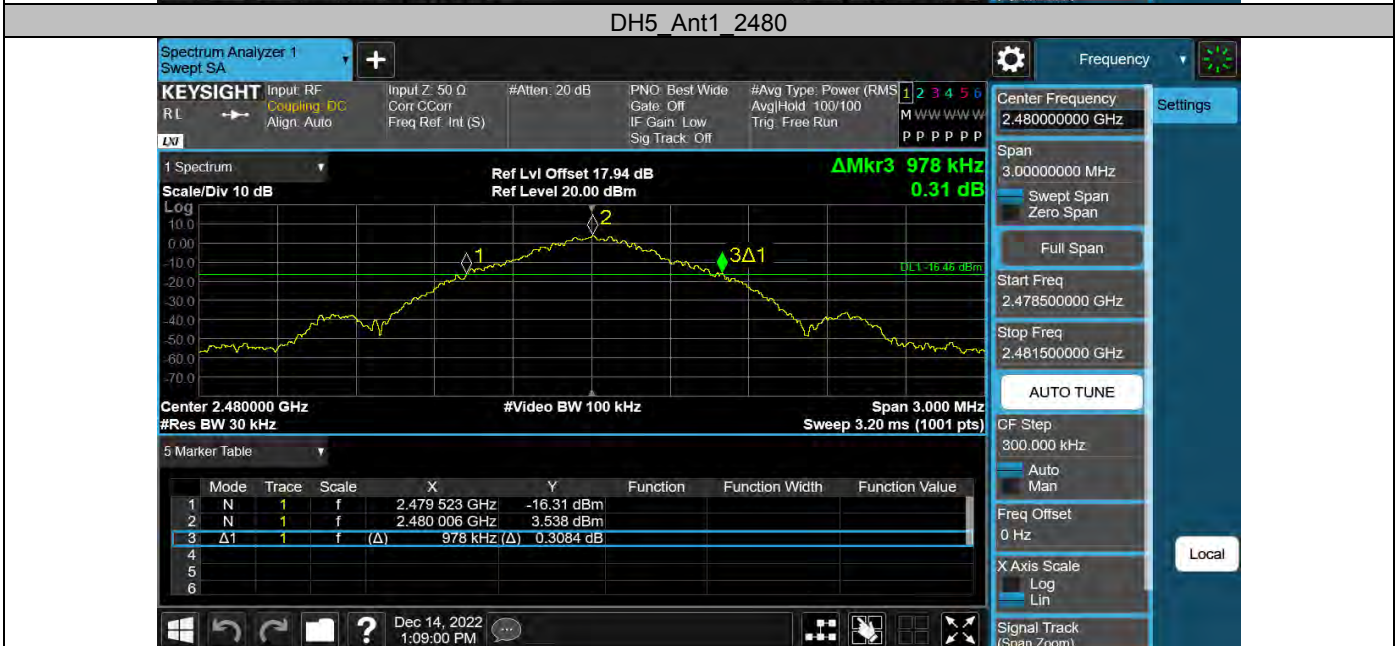 DH5_Ant1_2480
Spectrum Analyzer 1
Swept SA
Frequency
KEYSIGHT
RL
LXI
Input: RF
Coupling: DC
Align: Auto
Input Z: 50 Ω
Corr CCorr
Freq Ref: Int (S)
#Atten: 20 dB
PNO: Best Wide
Gate: Off
IF Gain: Low
Sig Track: Off
#Avg Type: Power (RMS
Avg|Hold: 100/100
Trig: Free Run
1 2 3 4 5 6
M W W W W W
P P P P P P
1 Spectrum
Scale/Div 10 dB
Log
Ref Lvl Offset 17.94 dB
Ref Level 20.00 dBm
ΔMkr3 978 kHz
0.31 dB
10.0
0.00
-10.0
-20.0
-30.0
-40.0
-50.0
-60.0
-70.0
1
2
3Δ1
DL1 -16.46 dBm
Center 2.480000 GHz
#Video BW 100 kHz
Span 3.000 MHz
#Res BW 30 kHz
Sweep 3.20 ms (1001 pts)
5 Marker Table
Mode Trace Scale X Y Function Function Width Function Value
1 N 1 f 2.479 523 GHz -16.31 dBm
2 N 1 f 2.480 006 GHz 3.538 dBm
3 Δ1 1 f (Δ) 978 kHz (Δ) 0.3084 dB
4
5
6
Dec 14, 2022
1:09:00 PM
Center Frequency
2.480000000 GHz
Settings
Span
3.00000000 MHz
Swept Span
Zero Span
Full Span
Start Freq
2.478500000 GHz
Stop Freq
2.481500000 GHz
AUTO TUNE
CF Step
300.000 kHz
Auto
Man
Freq Offset
0 Hz
Local
X Axis Scale
Log
Lin
Signal Track
(Span Zoom)